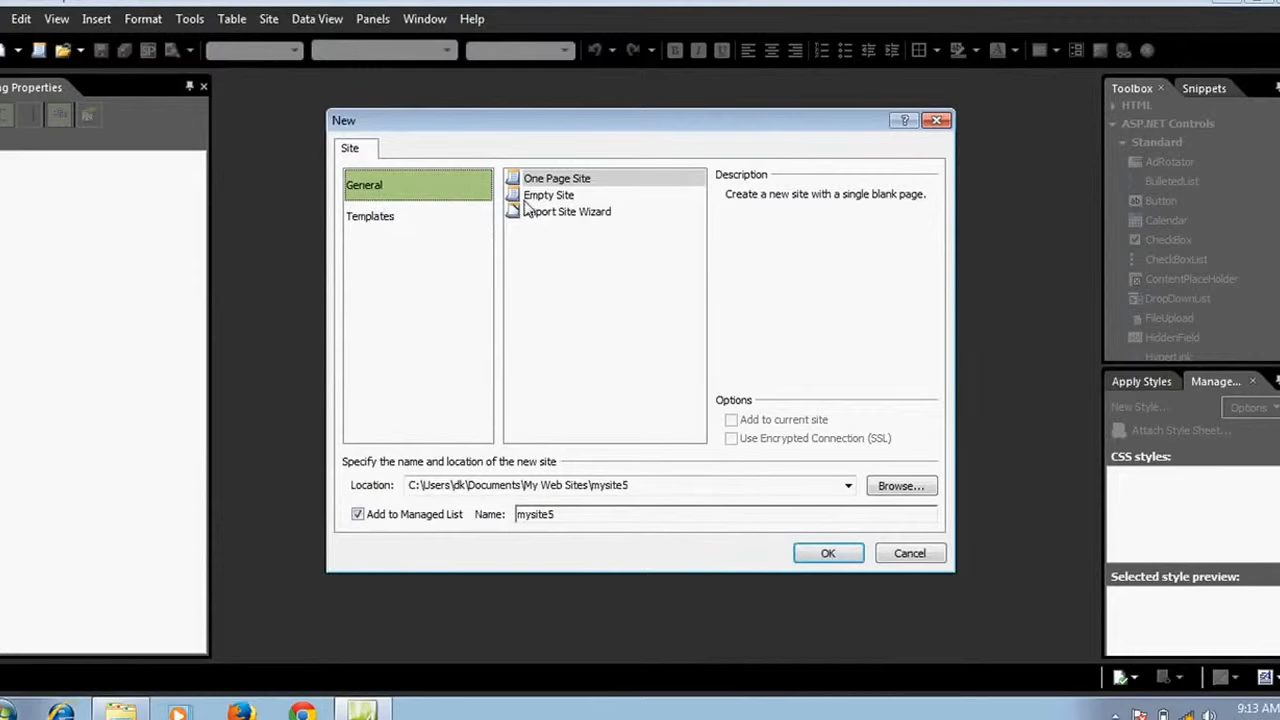 Edit View Insert Format Tools Table Site Data View Panels Window Help
ng Properties
Toolbox Snippets
HTML
ASP.NET Controls
Standard
AdRotator
BulletedList
Button
Calendar
CheckBox
CheckBoxList
ContentPlaceHolder
DropDownList
FileUpload
HiddenField
HyperLink
New
Site
General
Templates
One Page Site
Empty Site
Import Site Wizard
Description
Create a new site with a single blank page.
Options
Add to current site
Use Encrypted Connection (SSL)
Specify the name and location of the new site
Location: C:\Users\dk\Documents\My Web Sites\mysite5 Browse...
Add to Managed List Name: mysite5
OK Cancel
Apply Styles Manage...
New Style... Options
Attach Style Sheet...
CSS styles:
Selected style preview:
9:13 AM